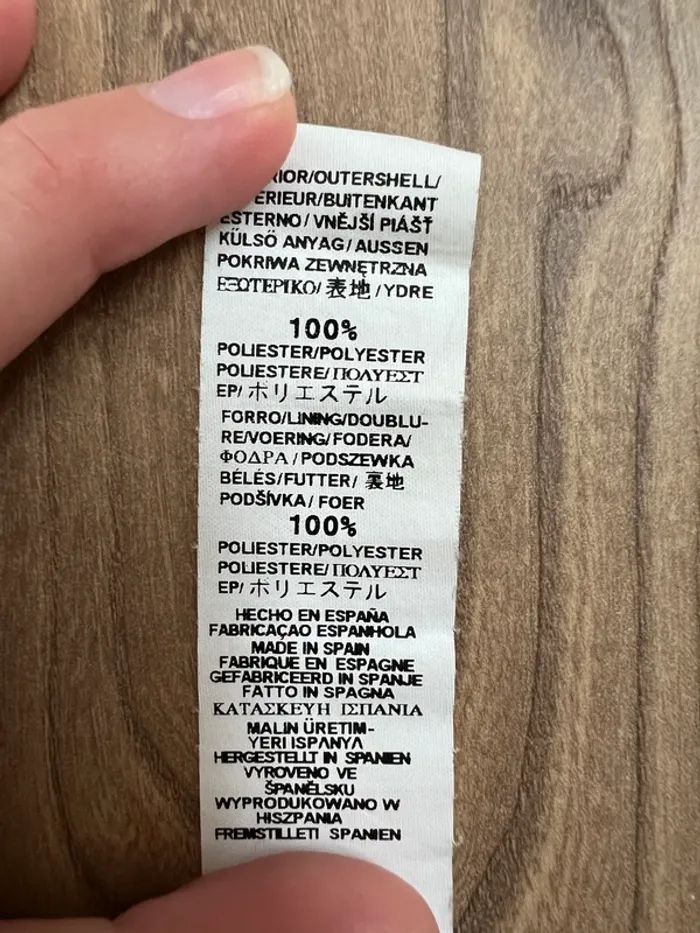 RIOR/OUTERSHELL/
ERIEUR/BUITENKANT
ESTERNO/VNĚJŠÍ PIÁŠŤ
KÜLSÖ ANYAG/AUSSEN
POKRIWA ZEWNĘTRZNA
ΕΞΩΤΕΡΙΚΟ/表地/YDRE
100%
POLIESTER/POLYESTER
POLIESTERE/ΠΟΛΥΕΣΤ
EP/ポリエステル
FORRO/LINING/DOUBLU-
RE/VOERING/FODERA/
ΦΟΔΡΑ/PODSZEWKA
BÉLÉS/FUTTER/裏地
PODŠÍVKA/FOER
100%
POLIESTER/POLYESTER
POLIESTERE/ΠΟΛΥΕΣΤ
EP/ポリエステル
HECHO EN ESPAÑA
FABRICAÇAO ESPANHOLA
MADE IN SPAIN
FABRIQUE EN ESPAGNE
GEFABRICEERD IN SPANJE
FATTO IN SPAGNA
ΚΑΤΑΣΚΕΥΗ ΙΣΠΑΝΙΑ
MALIN ÜRETIM-
YERI ISPANYA
HERGESTELLT IN SPANIEN
VYROVENO VE
ŠPANĚLSKU
WYPRODUKOWANO W
HISZPANIA
FREMSTILLETI SPANIEN